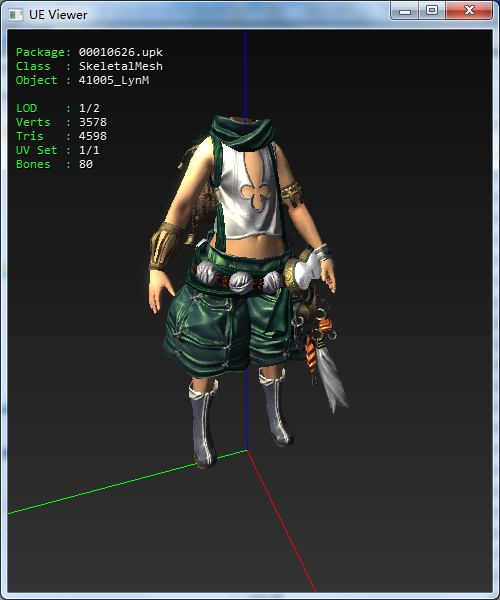 UE Viewer
Package: 00010626.upk
Class : SkeletalMesh
Object : 41005_LynM
LOD : 1/2
Verts : 3578
Tris : 4598
UV Set : 1/1
Bones : 80